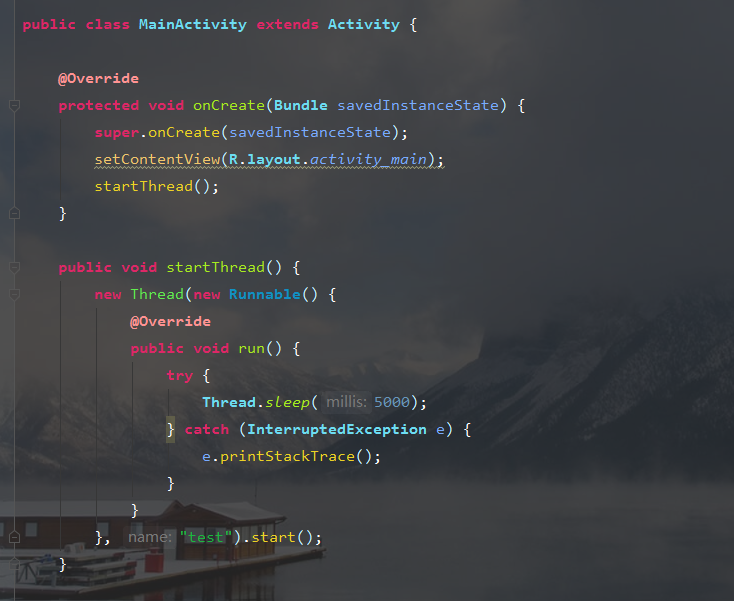 public class MainActivity extends Activity {
@Override
protected void onCreate(Bundle savedInstanceState) {
super.onCreate(savedInstanceState);
setContentView(R.layout.activity_main);
startThread();
}
public void startThread() {
new Thread(new Runnable() {
@Override
public void run() {
try {
Thread.sleep( millis: 5000);
} catch (InterruptedException e) {
e.printStackTrace();
}
}
}, name: "test").start();
}